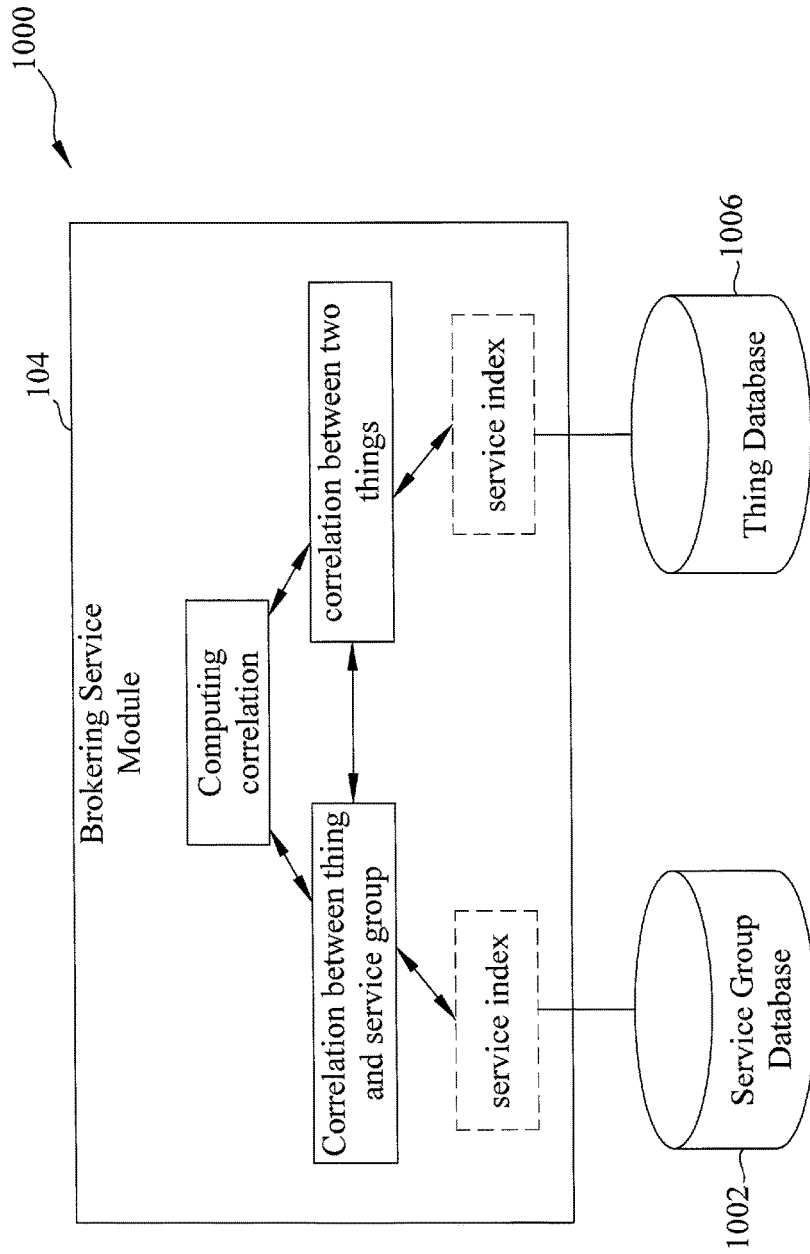 1000
104
Brokering Service
Module
Computing
correlation
Correlation between thing
and service group
correlation between two
things
service index
service index
Service Group
Database
1002
Thing Database
1006